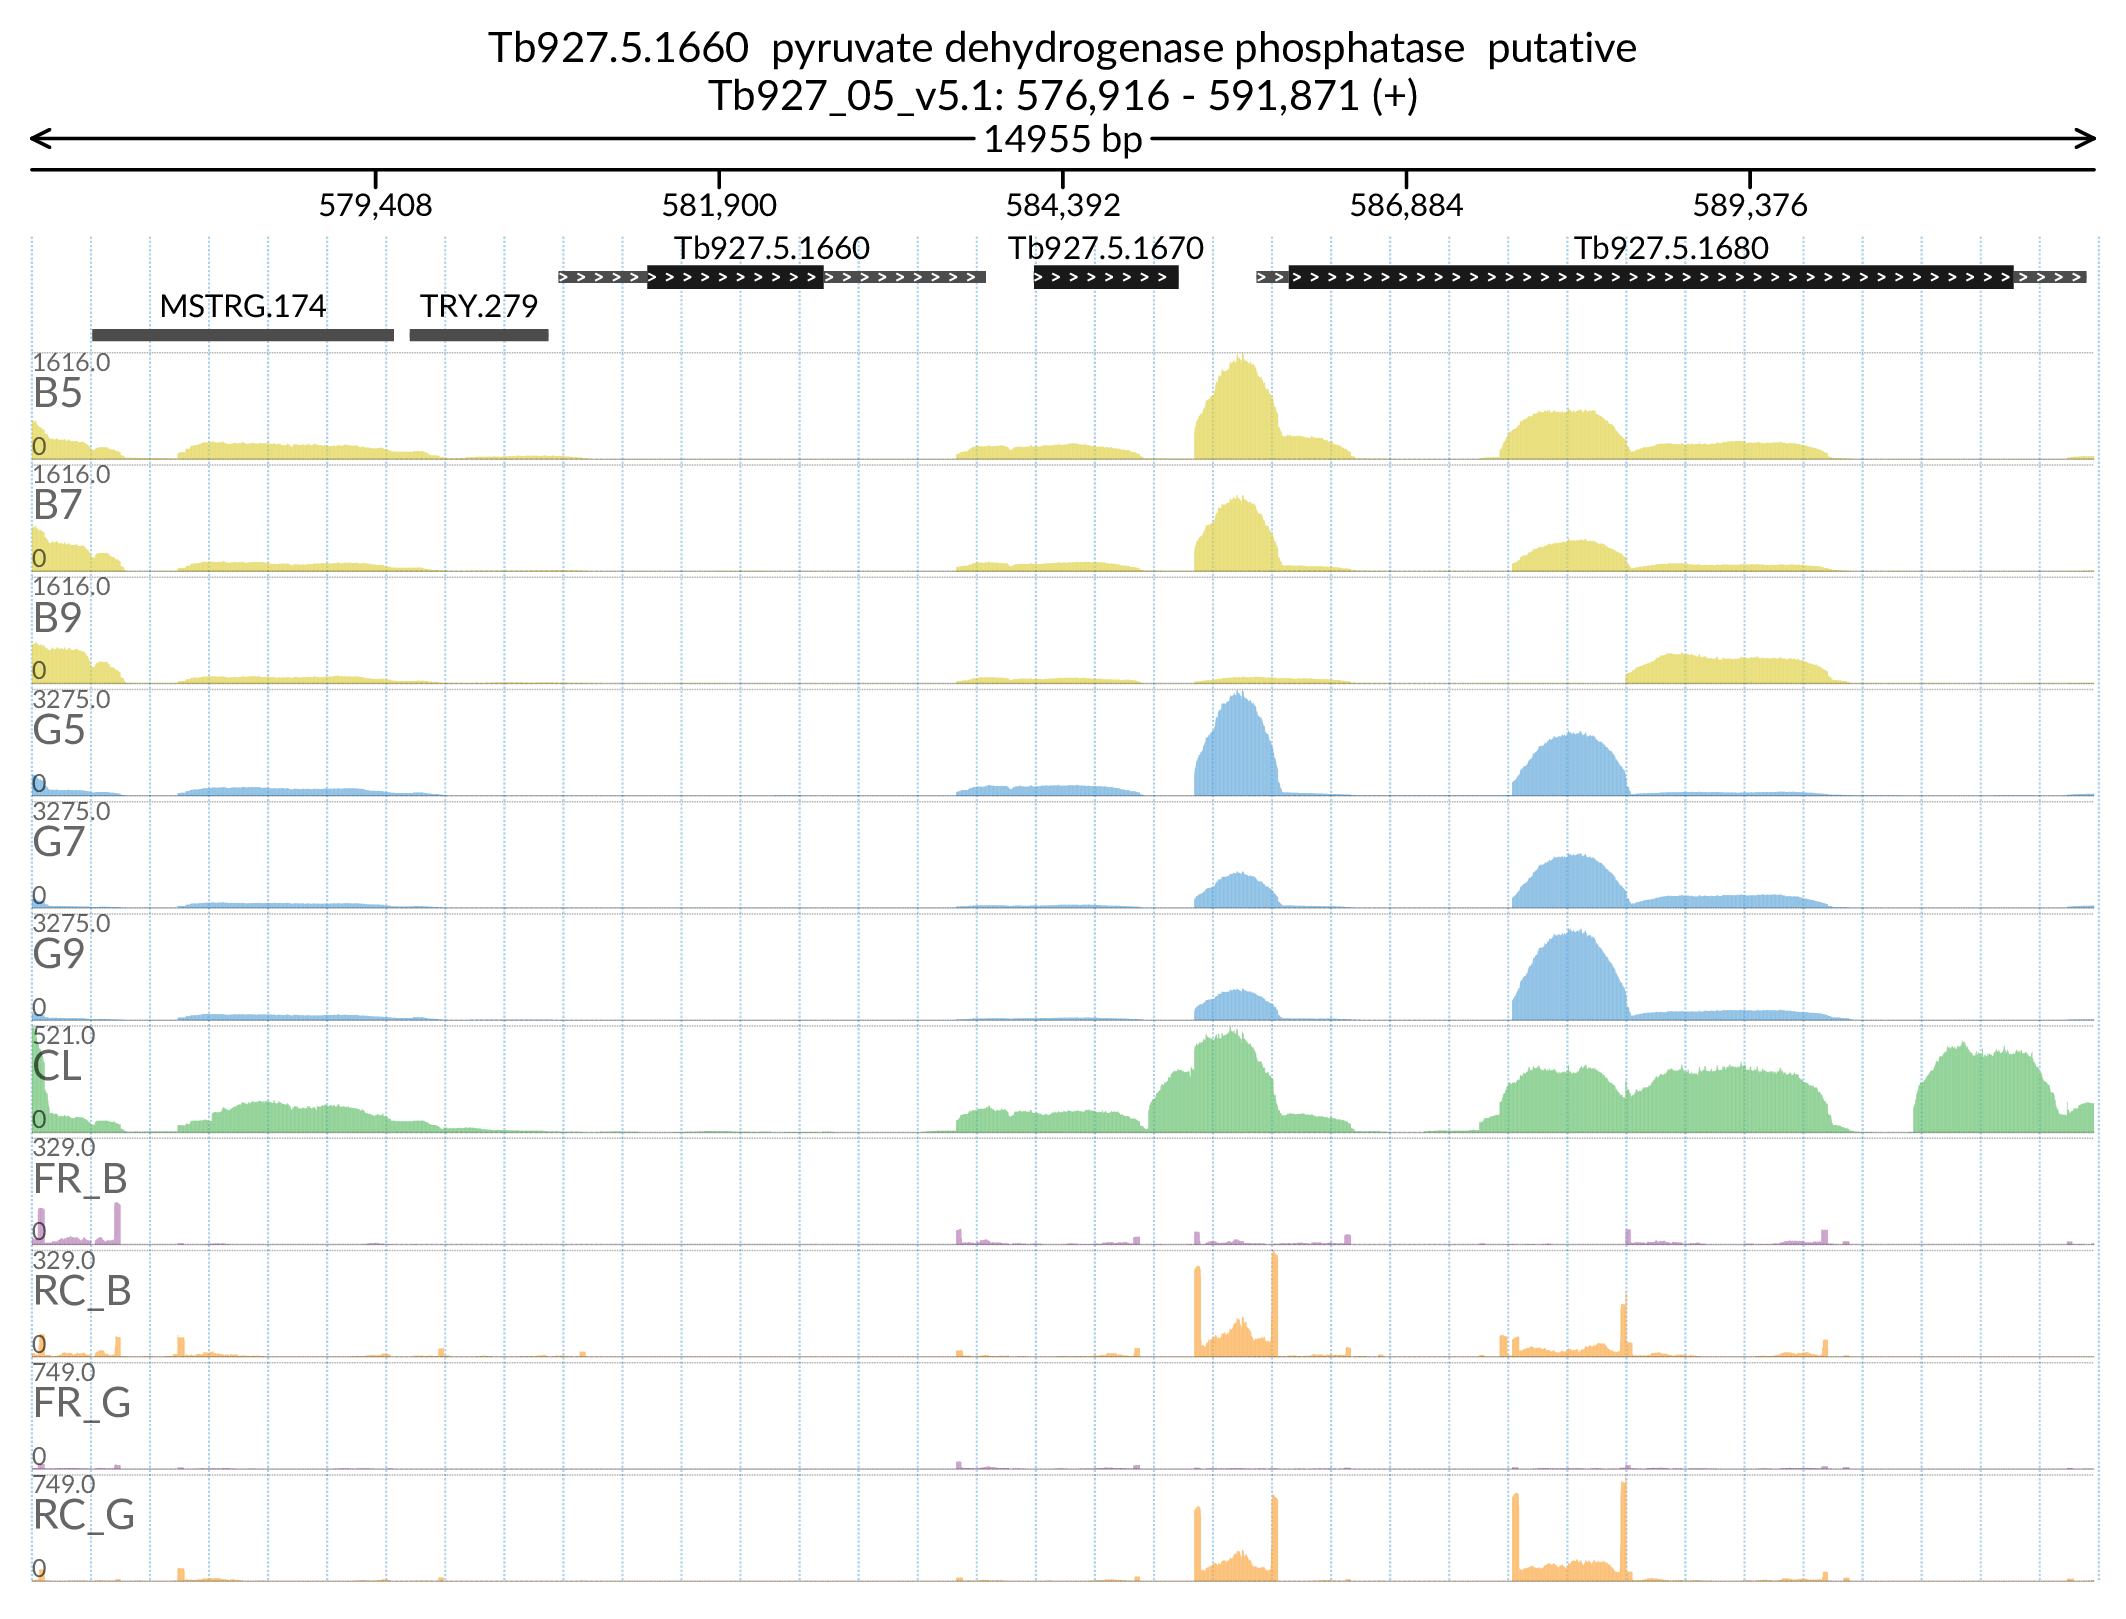 Tb927.5.1660  pyruvate dehydrogenase phosphatase  putative
Tb927_05_v5.1: 576,916 - 591,871 (+)
14955 bp
579,408 581,900 584,392 586,884 589,376
Tb927.5.1660 Tb927.5.1670 Tb927.5.1680
MSTRG.174 TRY.279
1616.0
B5
0
1616.0
B7
0
1616.0
B9
0
3275.0
G5
0
3275.0
G7
0
3275.0
G9
0
521.0
CL
0
329.0
FR_B
0
329.0
RC_B
0
749.0
FR_G
0
749.0
RC_G
0